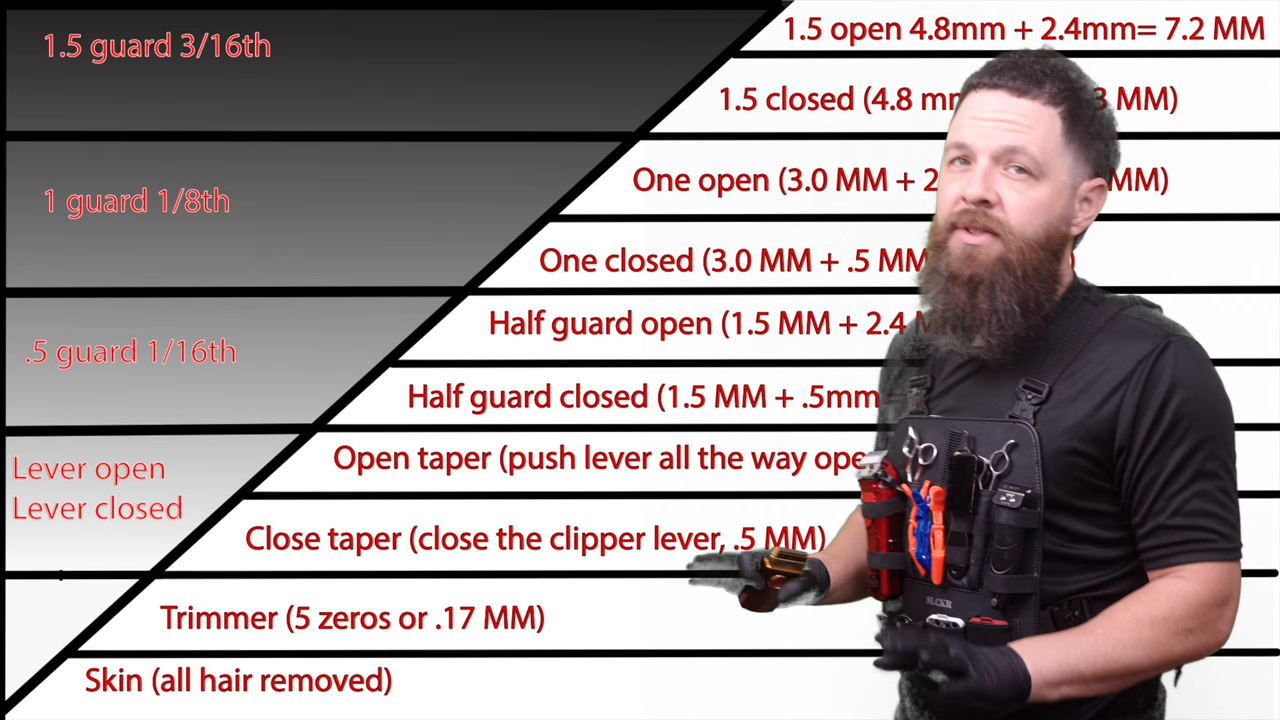 1.5 guard 3/16th
1.5 open 4.8mm + 2.4mm= 7.2 MM
1.5 closed (4.8 MM)
1 guard 1/8th
One open (3.0 MM + MM)
One closed (3.0 MM + .5 MM
.5 guard 1/16th
Half guard open (1.5 MM + 2.4
Half guard closed (1.5 MM + .5mm
Lever open
Open taper (push lever all the way
Lever closed
Close taper (close the clipper lever, .5 MM)
Trimmer (5 zeros or .17 MM)
Skin (all hair removed)
SLCKR